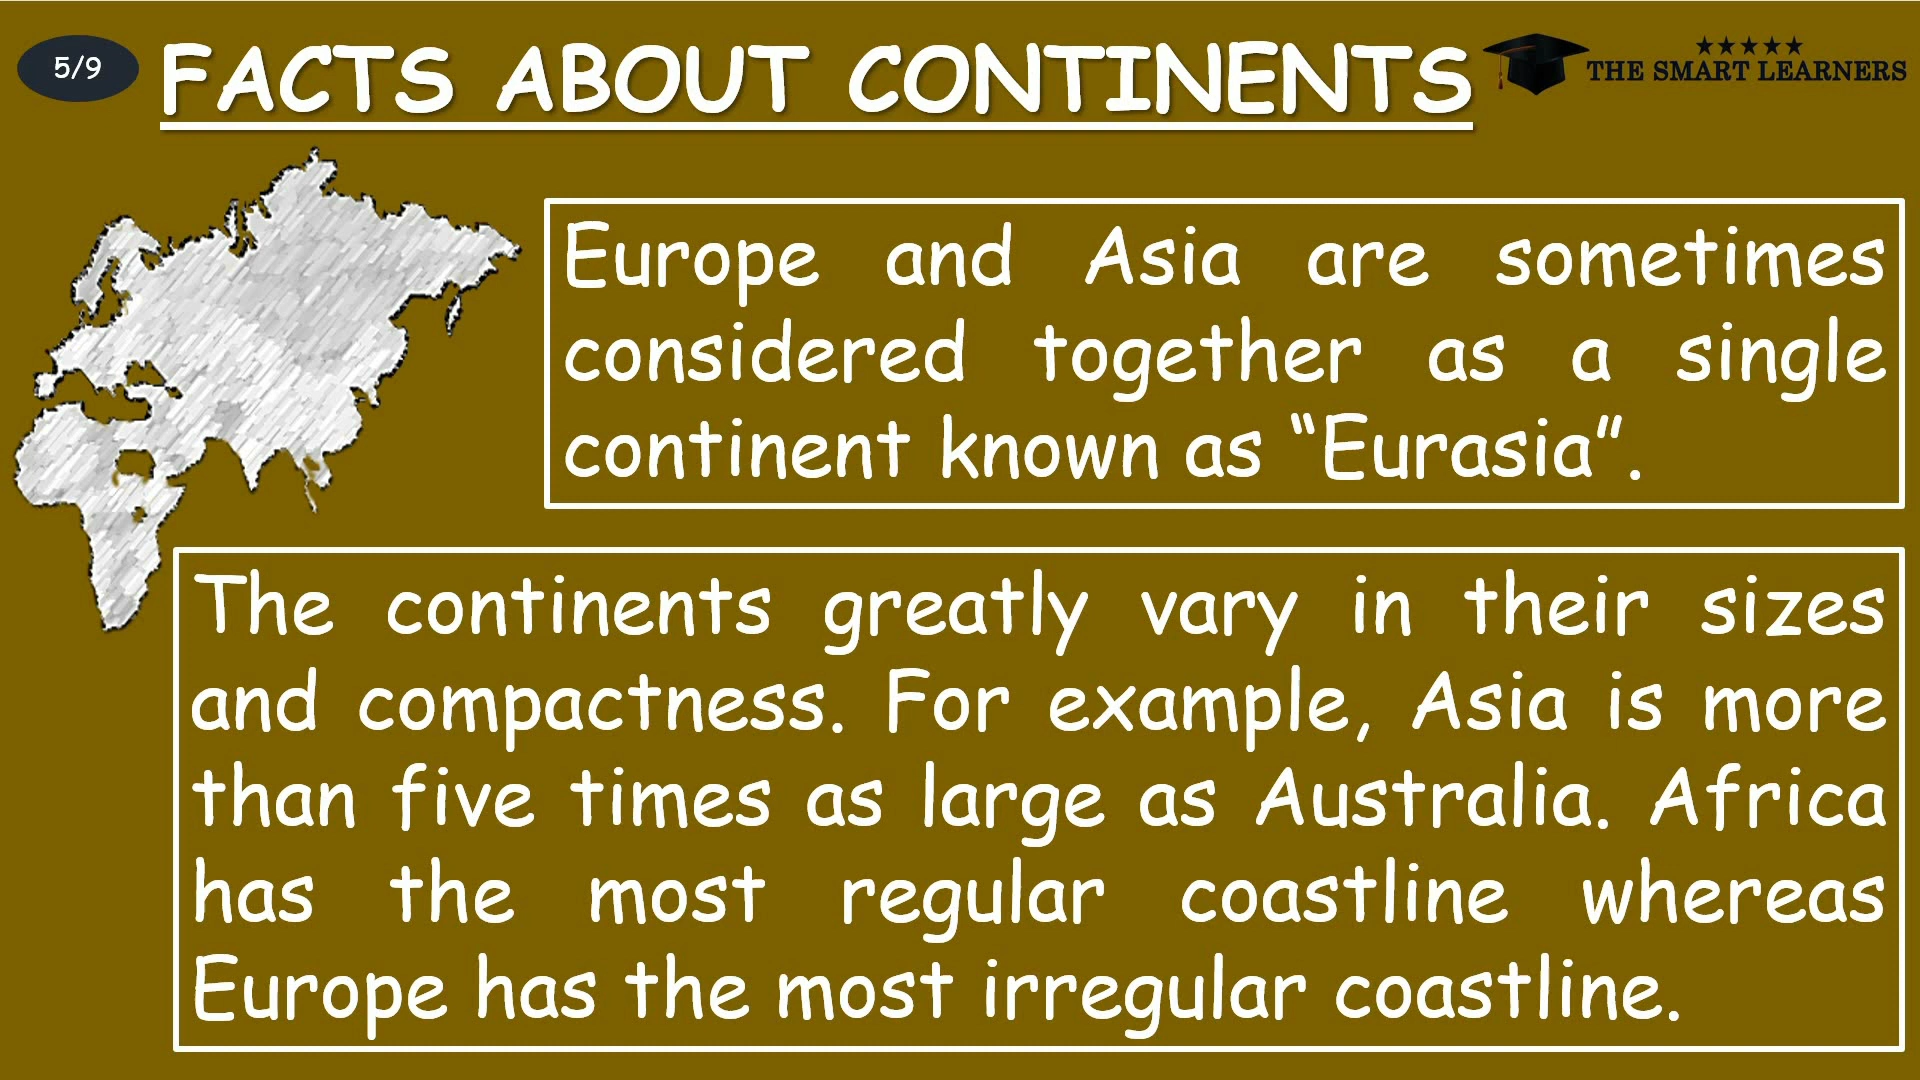 5/9
FACTS ABOUT CONTINENTS
THE SMART LEARNERS
Europe and Asia are sometimes
considered together as a single
continent known as “Eurasia”.
The continents greatly vary in their sizes
and compactness. For example, Asia is more
than five times as large as Australia. Africa
has the most regular coastline whereas
Europe has the most irregular coastline.